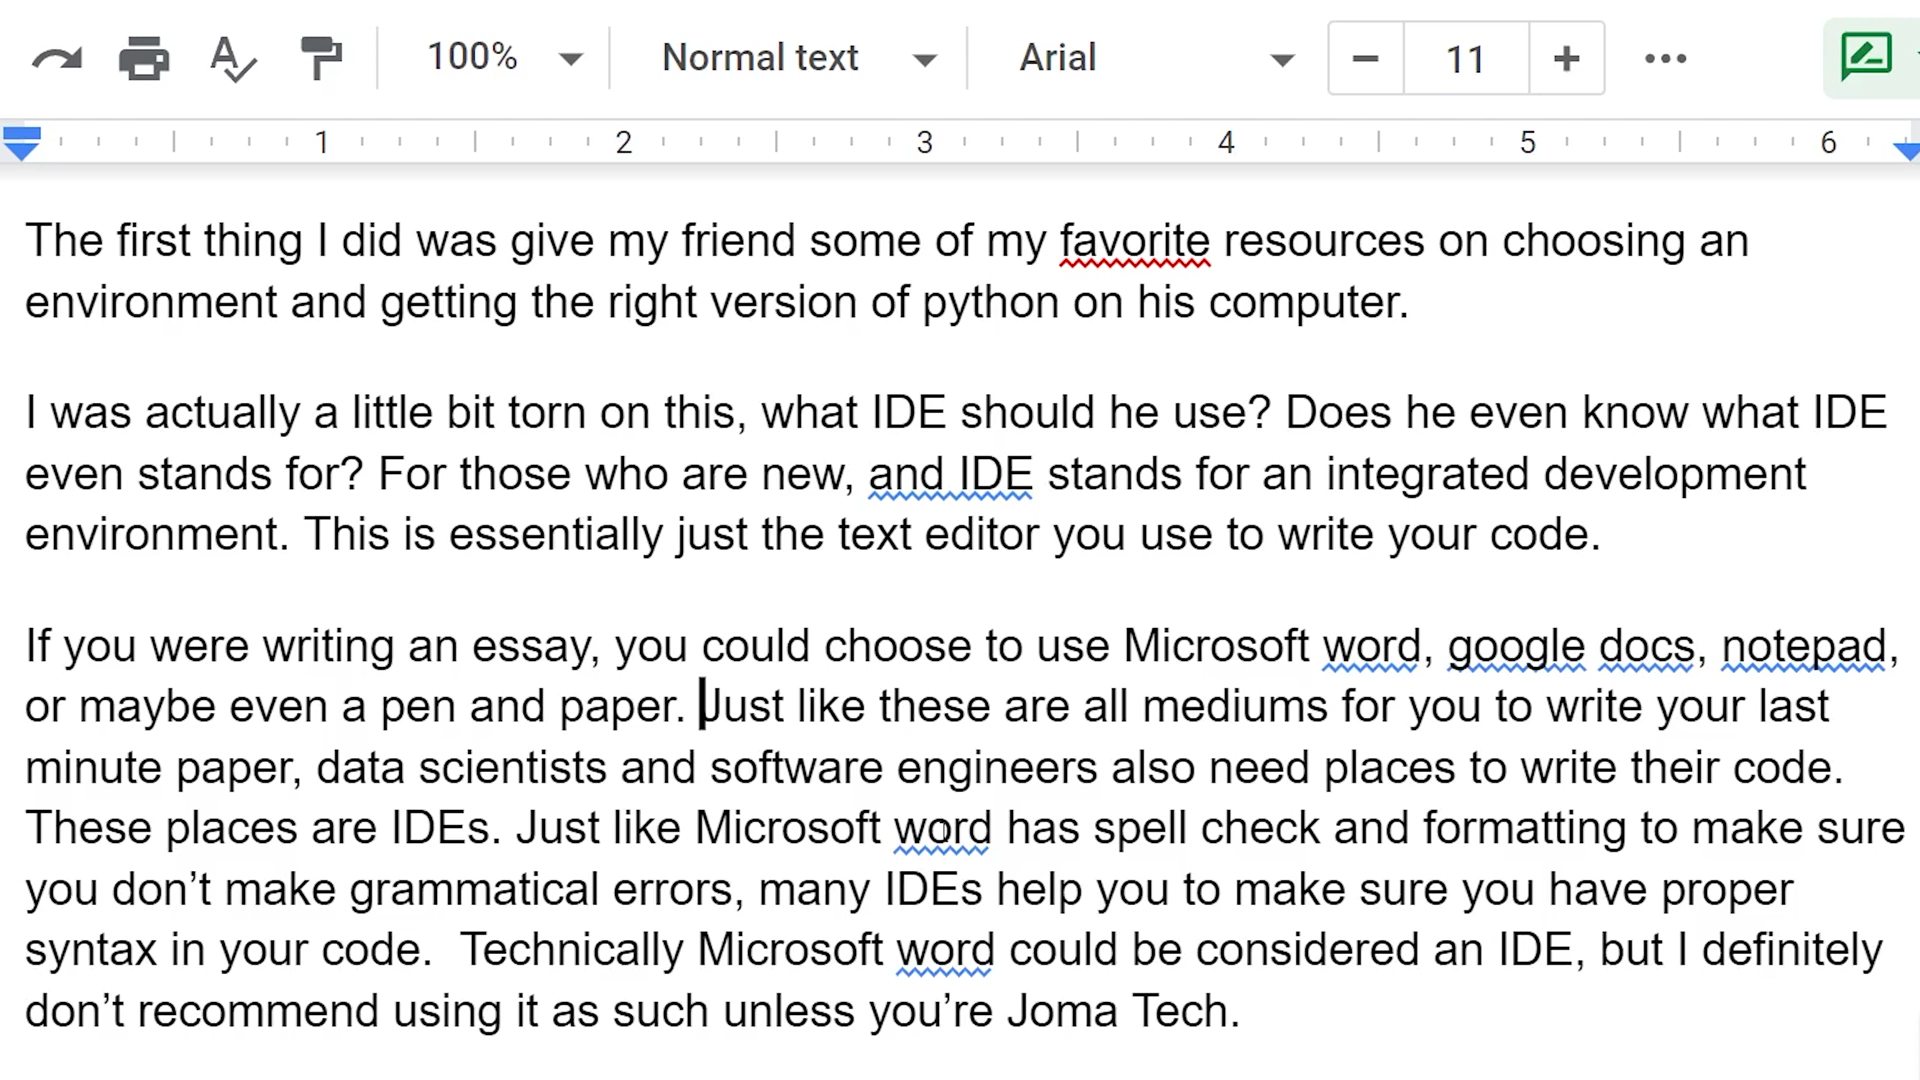 100% Normal text Arial 11
1 2 3 4 5 6
The first thing I did was give my friend some of my favorite resources on choosing an
environment and getting the right version of python on his computer.
I was actually a little bit torn on this, what IDE should he use? Does he even know what IDE
even stands for? For those who are new, and IDE stands for an integrated development
environment. This is essentially just the text editor you use to write your code.
If you were writing an essay, you could choose to use Microsoft word, google docs, notepad,
or maybe even a pen and paper. Just like these are all mediums for you to write your last
minute paper, data scientists and software engineers also need places to write their code.
These places are IDEs. Just like Microsoft word has spell check and formatting to make sure
you don’t make grammatical errors, many IDEs help you to make sure you have proper
syntax in your code.  Technically Microsoft word could be considered an IDE, but I definitely
don’t recommend using it as such unless you’re Joma Tech.